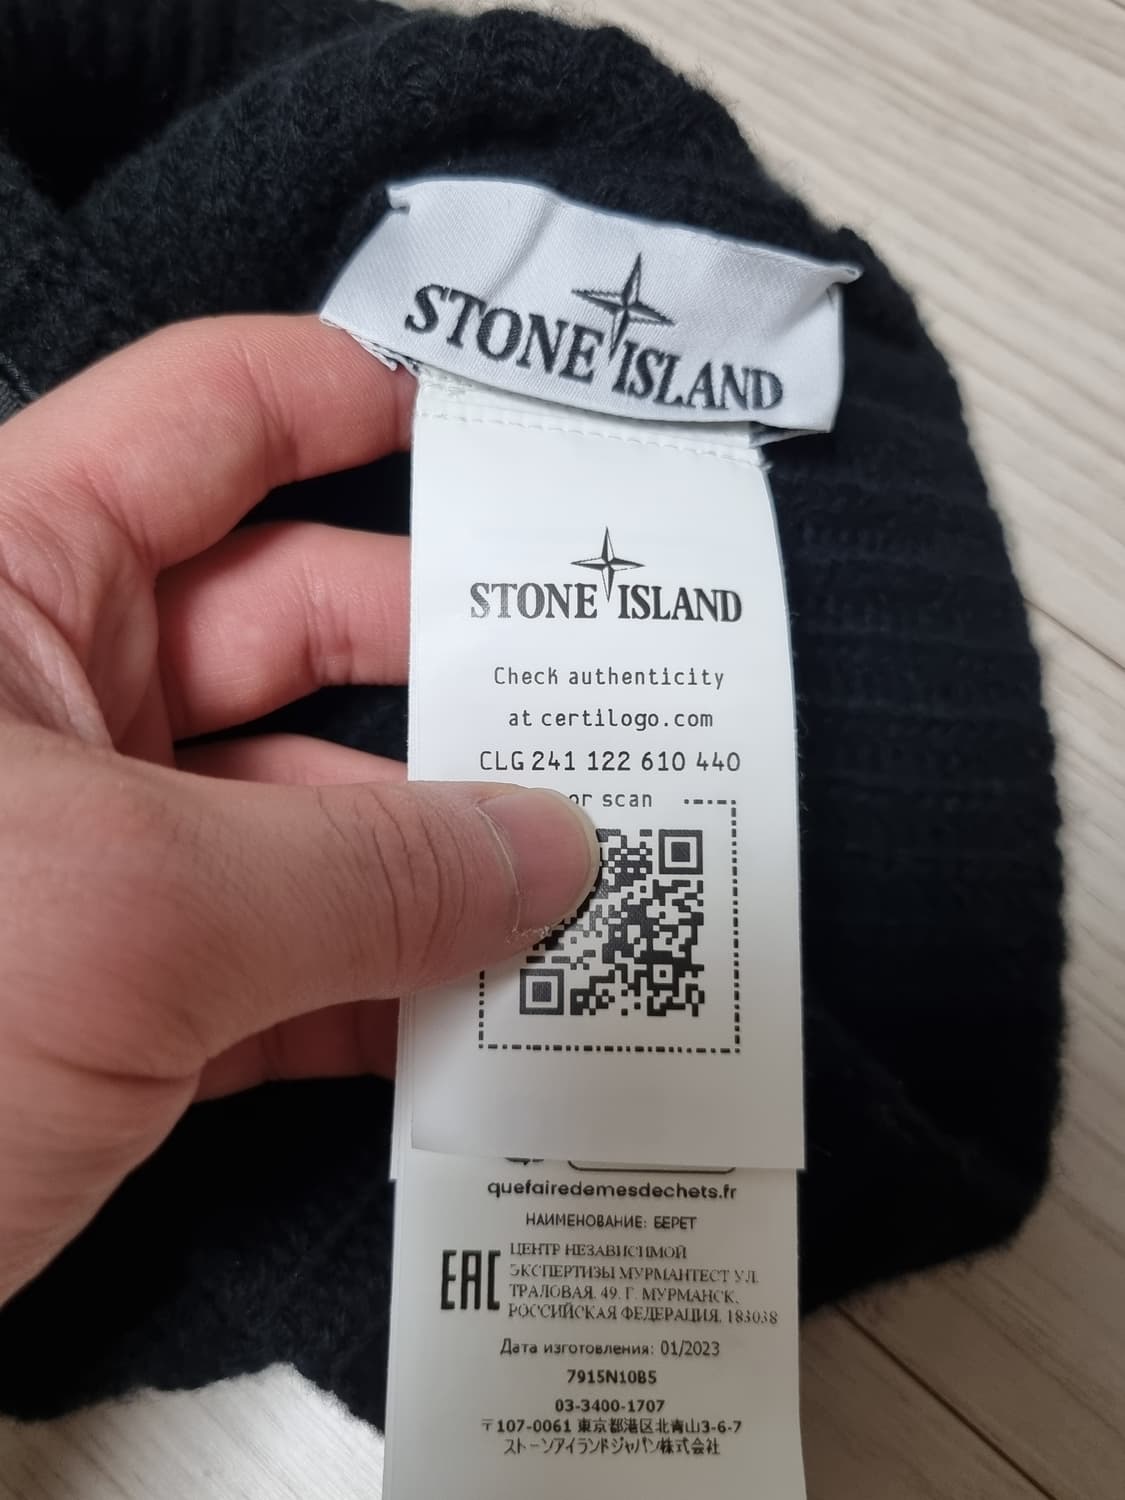 STONE ISLAND
STONE ISLAND
Check authenticity
at certilogo.com
CLG 241 122 610 440
or scan
quefairedemesdechets.fr
НАИМЕНОВАНИЕ: БЕРЕТ
EAC
ЦЕНТР НЕЗАВИСИМОЙ
ЭКСПЕРТИЗЫ МУРМАНТЕСТ УЛ.
ТРАЛОВАЯ. 49. Г. МУРМАНСК.
РОССИЙСКАЯ ФЕДЕРАЦИЯ. 183038
Дата изготовления: 01/2023
7915N10B5
03-3400-1707
〒107-0061 東京都港区北青山3-6-7
ストーンアイランドジャパン株式会社